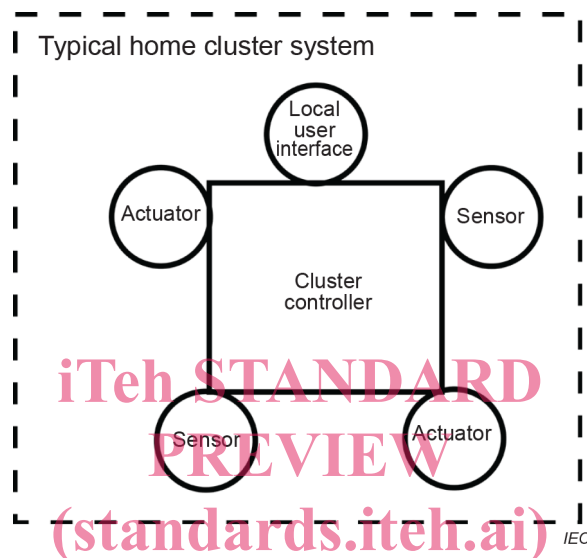 Typical home cluster system
Local
user
interface
Actuator
Sensor
Cluster
controller
iTeh STANDARD
Sensor
Actuator
PREVIEW
(standards.iteh.ai)
IEC